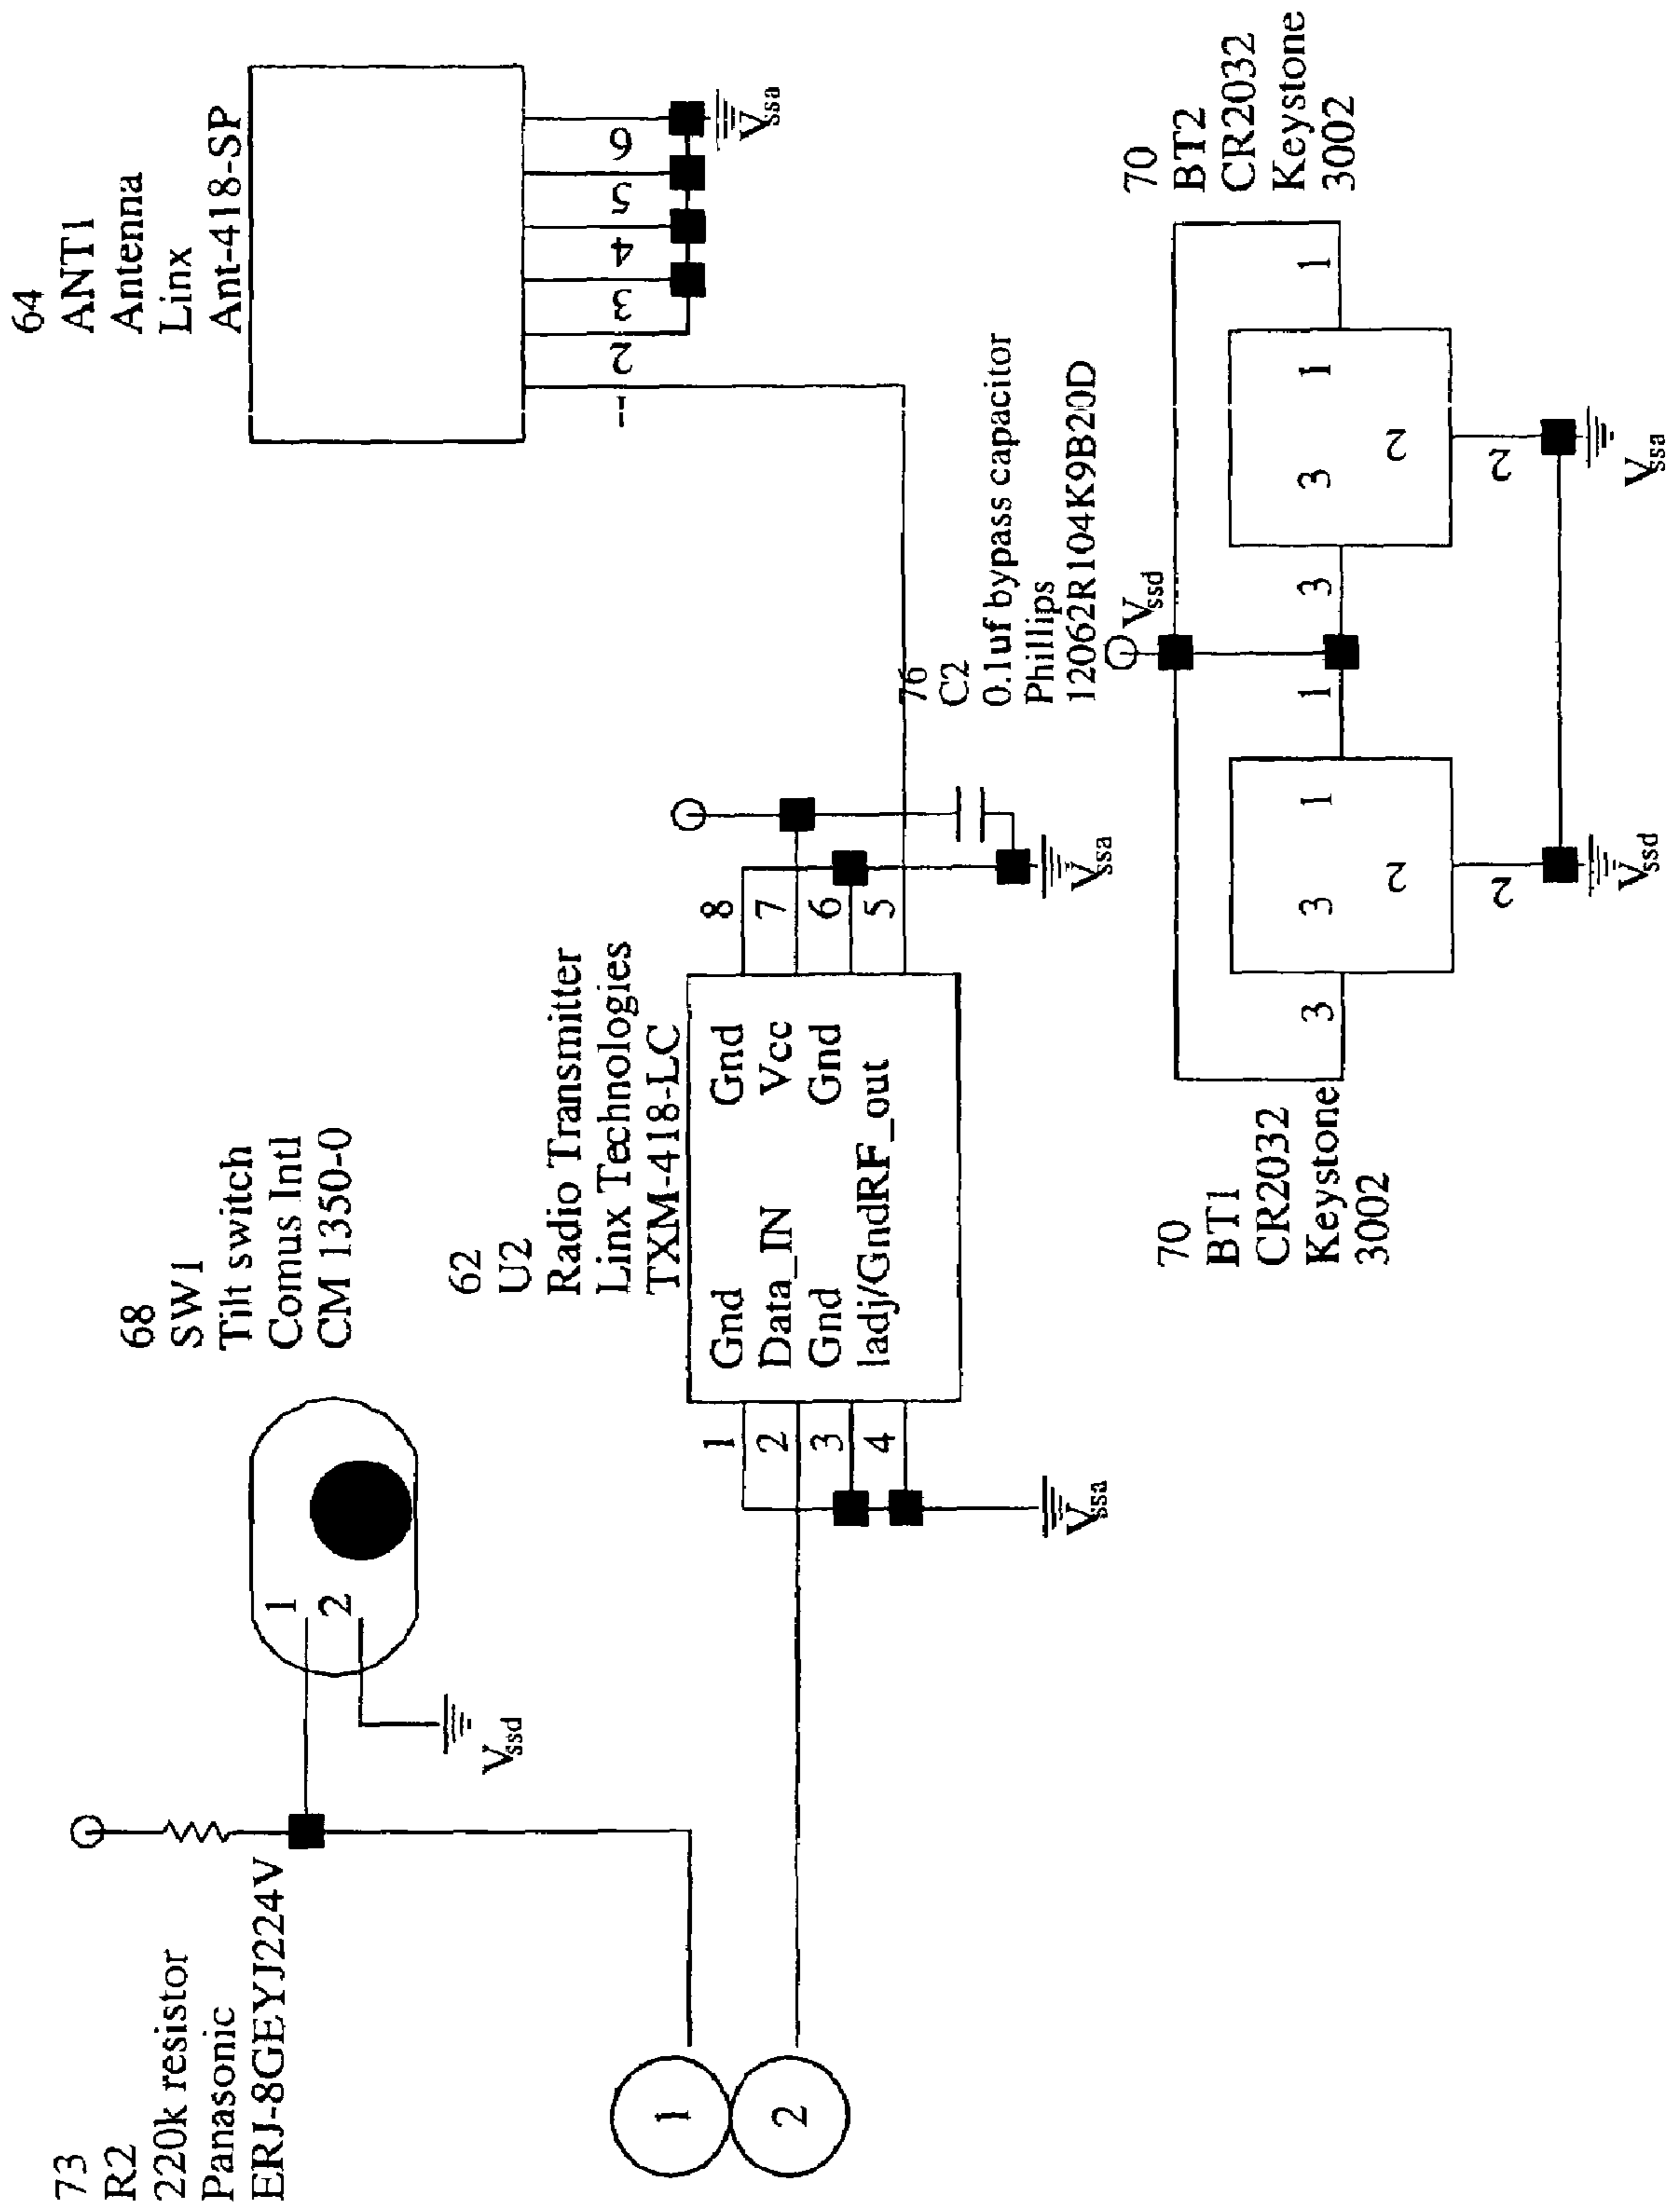 73
R2
220k resistor
Panasonic
ERJ-8GEYJ224V
68
SW1
Tilt switch
Comus Intl
CM 1350-0
1
2
Vssd
64
ANT1
Antenna
Linx
Ant-418-SP
1 2 3 4 5 6
Vssa
62
U2
Radio Transmitter
Linx Technologies
TXM-418-LC
1 Gnd Gnd 8
2 Data_IN Vcc 7
3 Gnd Gnd 6
4 ladj/GndRF_out 5
Vssa
Vssa
1
2
76
C2
0.1uf bypass capacitor
Phillips
12062R104K9B20D
Vssd
70
BT1
CR2032
Keystone
3002
3 3 1 1
2
2
Vssd
70
BT2
CR2032
Keystone
3002
3 3 1 1
2
2
Vssa